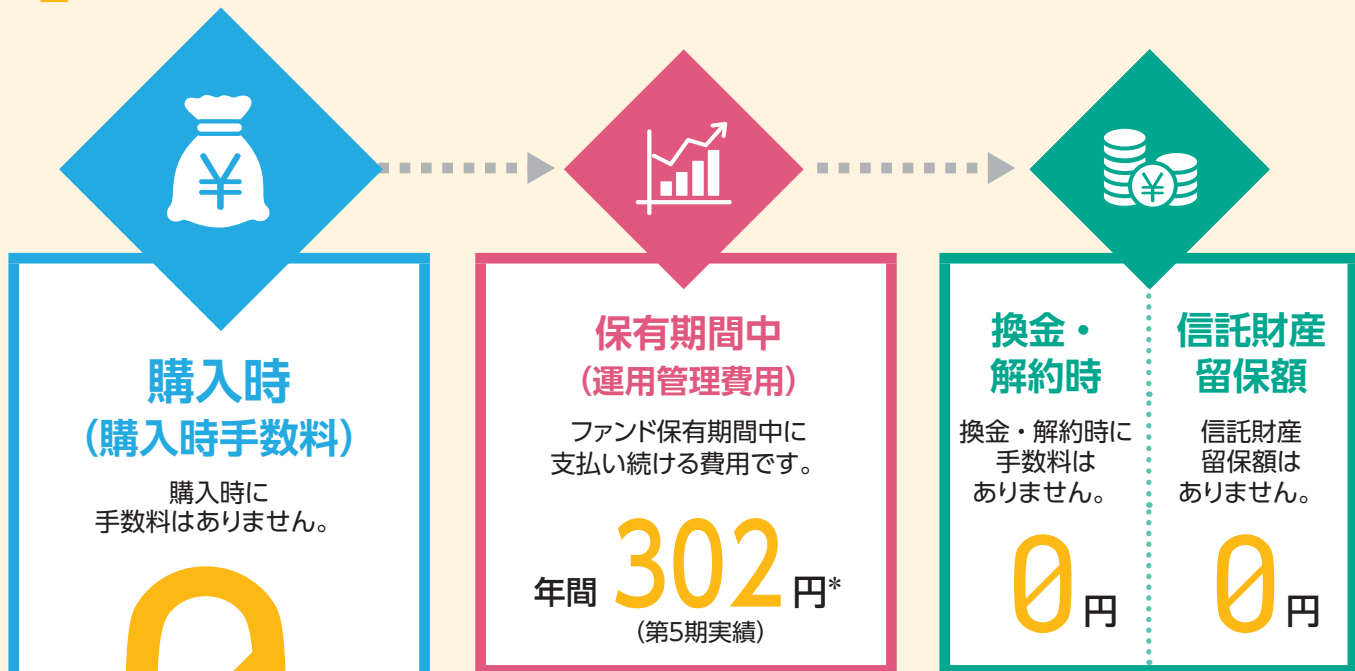 ¥
購入時
（購入時手数料）
購入時に
手数料はありません。
保有期間中
（運用管理費用）
ファンド保有期間中に
支払い続ける費用です。
年間 302 円*
（第5期実績）
¥
換金・
解約時
換金・解約時に
手数料は
ありません。
0円
信託財産
留保額
信託財産
留保額は
ありません。
0円